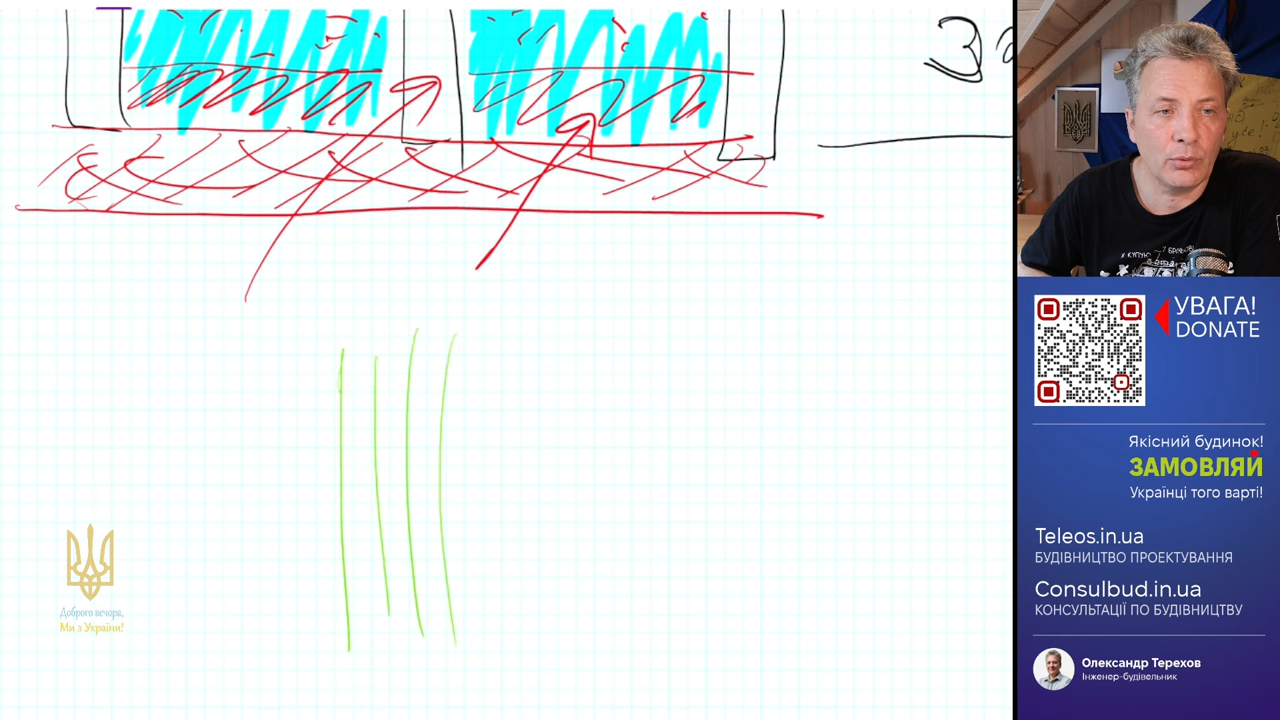 За
УВАГА!
DONATE
Якісний будинок!
ЗАМОВЛЯЙ
Українці того варті!
Teleos.in.ua
БУДІВНИЦТВО ПРОЕКТУВАННЯ
Consulbud.in.ua
КОНСУЛЬТАЦІЇ ПО БУДІВНИЦТВУ
Олександр Терехов
Інженер-будівельник
Доброго вечора,
Ми з України!